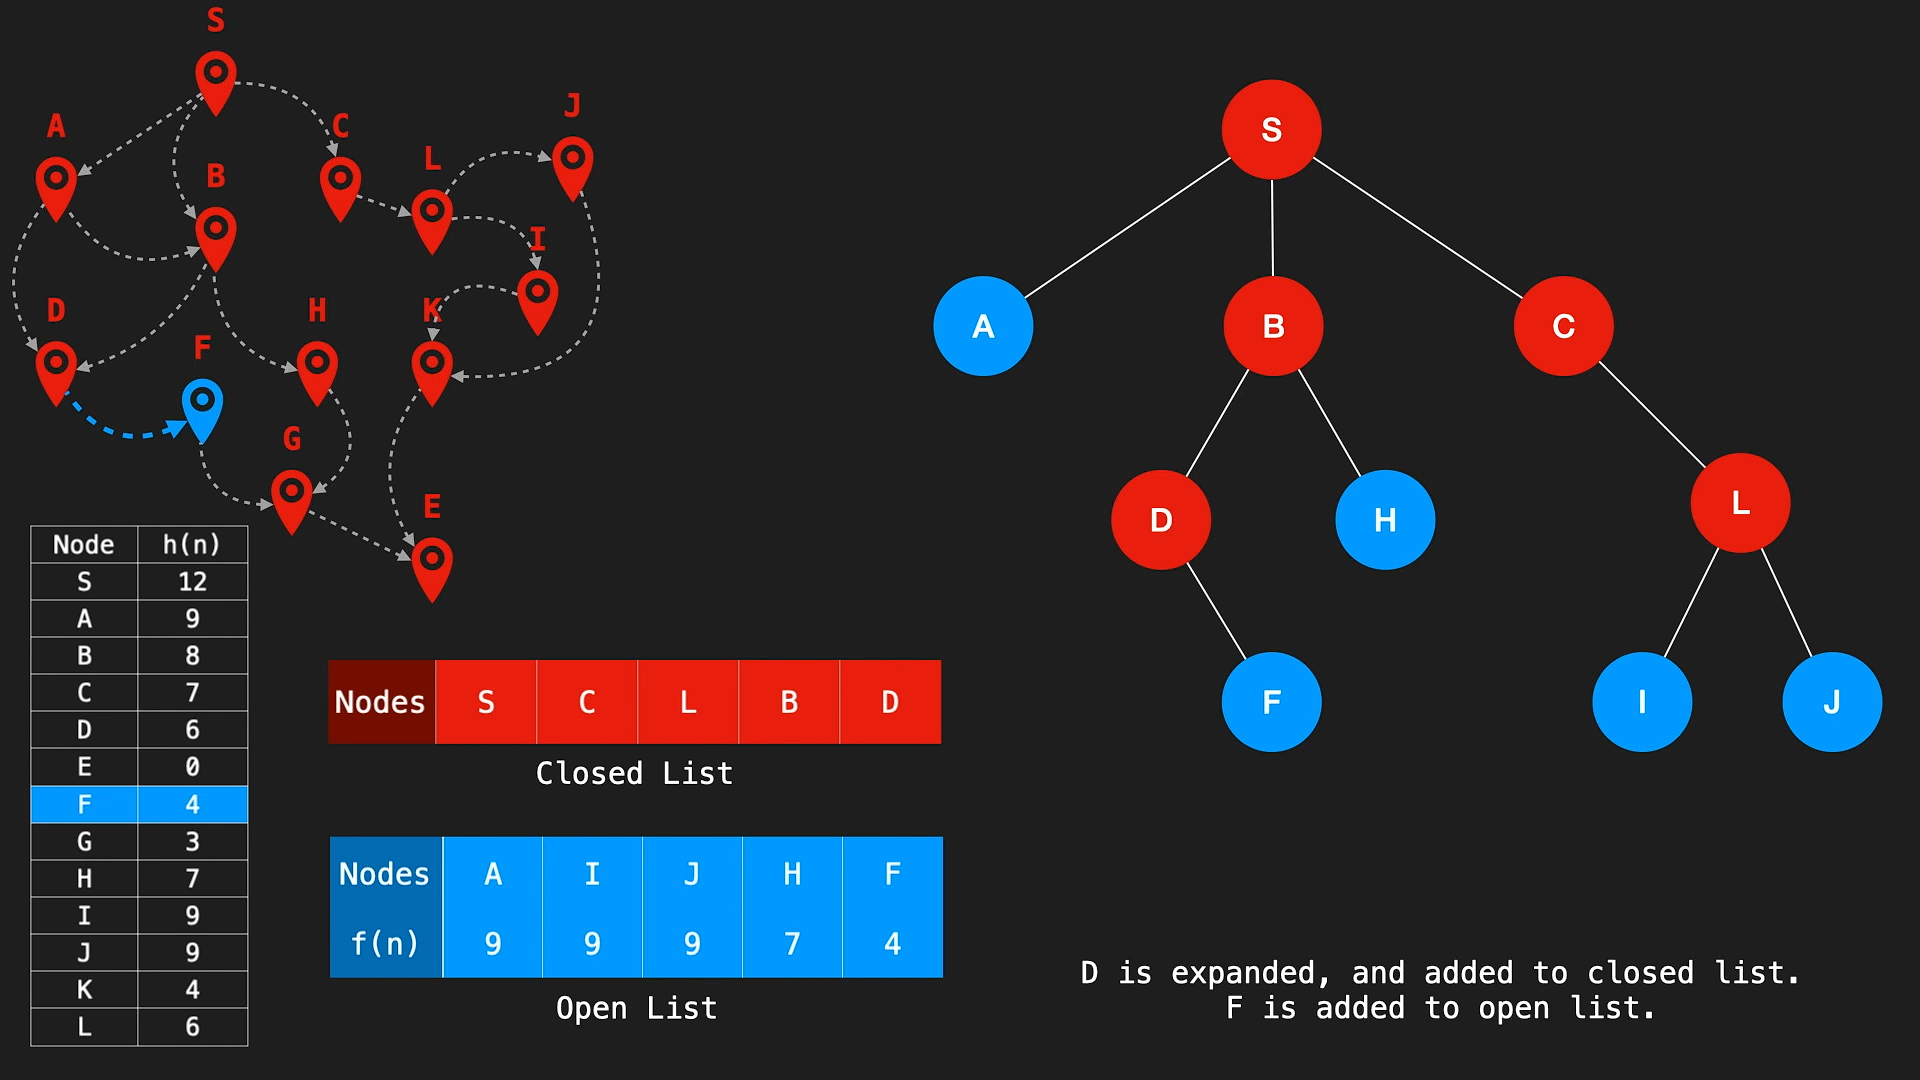 S
A
C
J
L
B
I
D
H
K
F
G
E
Node h(n)
S 12
A 9
B 8
C 7
D 6
E 0
F 4
G 3
H 7
I 9
J 9
K 4
L 6
Nodes S C L B D
Closed List
Nodes A I J H F
f(n) 9 9 9 7 4
Open List
S
A B C
D H L
F I J
D is expanded, and added to closed list.
F is added to open list.